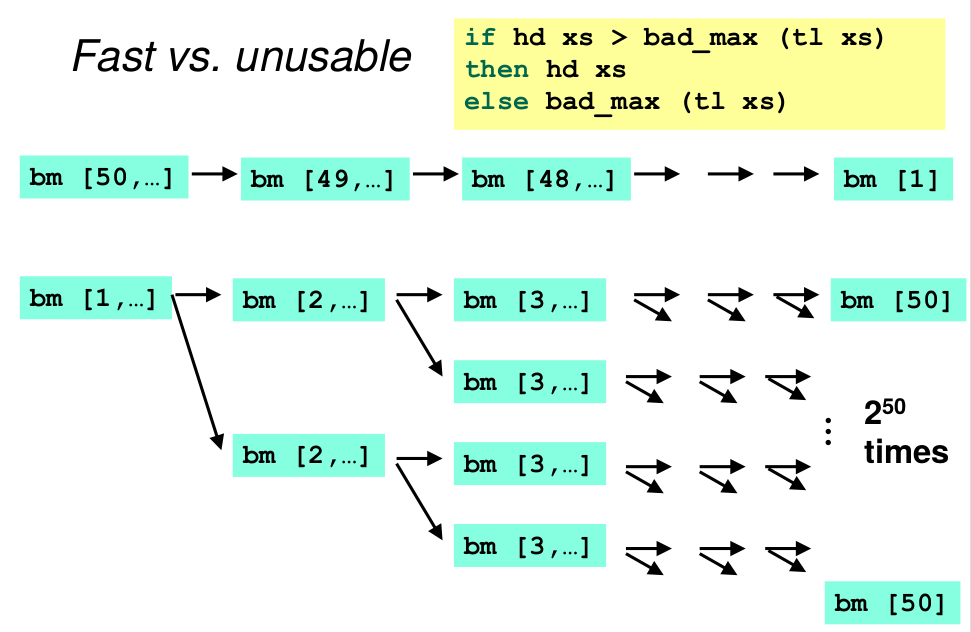 Fast vs. unusable
if hd xs > bad_max (tl xs)
then hd xs
else bad_max (tl xs)
bm [50,…]
bm [49,…]
bm [48,…]
bm [1]
bm [1,…]
bm [2,…]
bm [3,…]
bm [50]
bm [3,…]
2⁵⁰
times
bm [2,…]
bm [3,…]
bm [3,…]
bm [50]